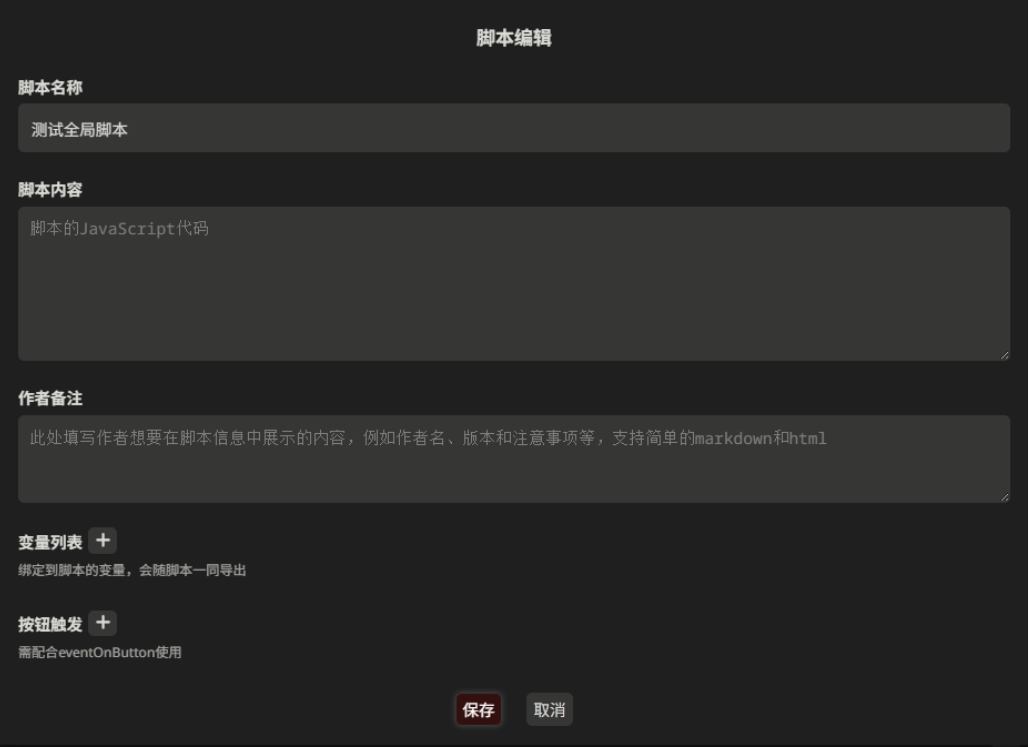 脚本编辑
脚本名称
测试全局脚本
脚本内容
脚本的JavaScript代码
作者备注
此处填写作者想要在脚本信息中展示的内容，例如作者名、版本和注意事项等，支持简单的markdown和html
变量列表 +
绑定到脚本的变量，会随脚本一同导出
按钮触发 +
需配合eventOnButton使用
保存 取消